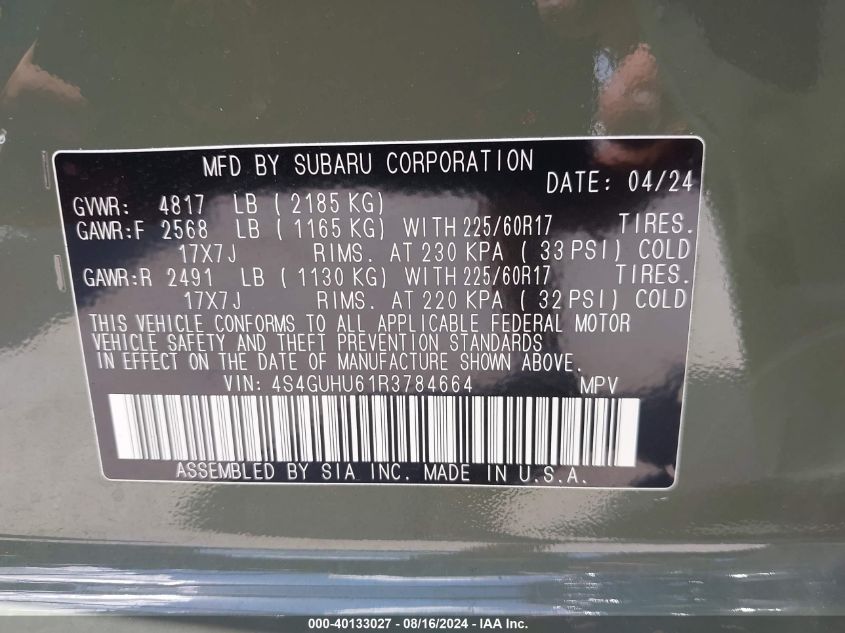 MFD BY SUBARU CORPORATION
DATE: 04/24
GVWR: 4817 LB ( 2185 KG)
GAWR:F 2568 LB ( 1165 KG) WITH 225/60R17 TIRES.
17X7J RIMS. AT 230 KPA ( 33 PSI) COLD
GAWR:R 2491 LB ( 1130 KG) WITH 225/60R17 TIRES.
17X7J RIMS. AT 220 KPA ( 32 PSI) COLD
THIS VEHICLE CONFORMS TO ALL APPLICABLE FEDERAL MOTOR
VEHICLE SAFETY AND THEFT PREVENTION STANDARDS
IN EFFECT ON THE DATE OF MANUFACTURE SHOWN ABOVE.
VIN: 4S4GUHU61R3784664 MPV
ASSEMBLED BY SIA INC. MADE IN U.S.A.
000-40133027 - 08/16/2024 - IAA Inc.